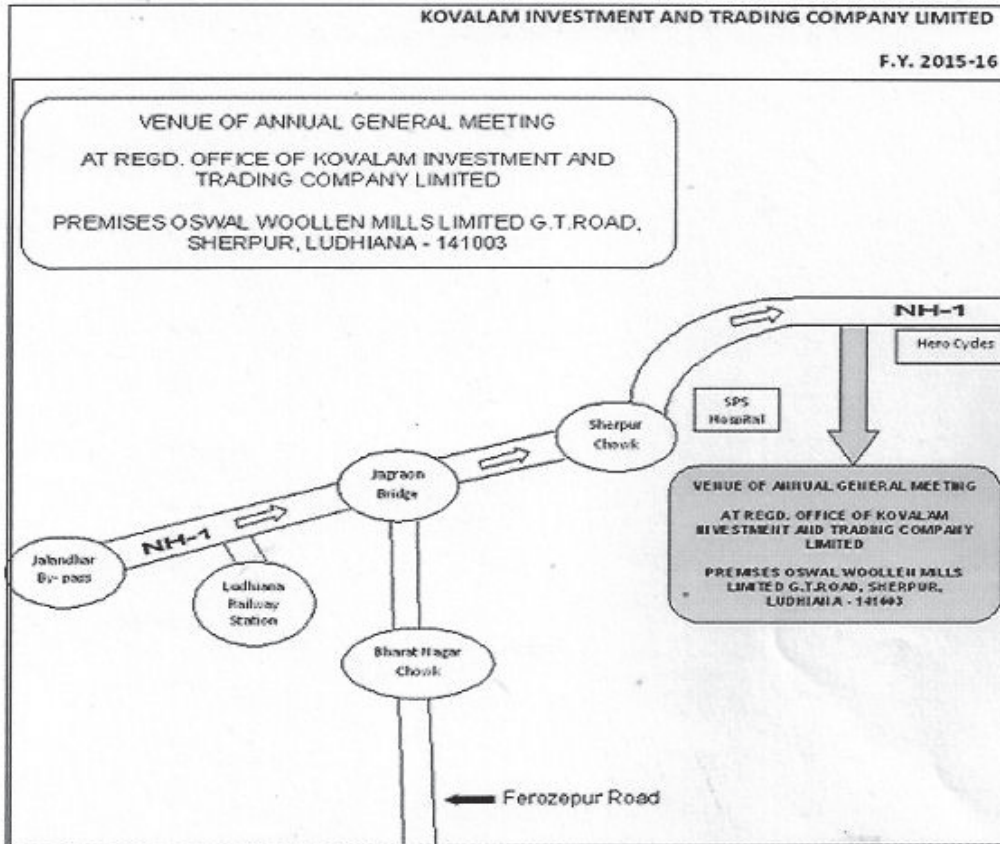 KOVALAM INVESTMENT AND TRADING COMPANY LIMITED
F.Y. 2015-16
VENUE OF ANNUAL GENERAL MEETING
AT REGD. OFFICE OF KOVALAM INVESTMENT AND
TRADING COMPANY LIMITED
PREMISES OSWAL WOOLLEN MILLS LIMITED G.T.ROAD,
SHERPUR, LUDHIANA - 141003
NH-1
Hero Cycles
SPS
Hospital
Sherpur
Chowk
Jagraon
Bridge
VENUE OF ANNUAL GENERAL MEETING
AT REGD. OFFICE OF KOVALAM
INVESTMENT AND TRADING COMPANY
LIMITED
PREMISES OSWAL WOOLLEN MILLS
LIMITED G.T.ROAD, SHERPUR,
LUDHIANA - 141003
NH-1
Jalandhar
By- pass
Ludhiana
Railway
Station
Bharat Nagar
Chowk
Ferozepur Road